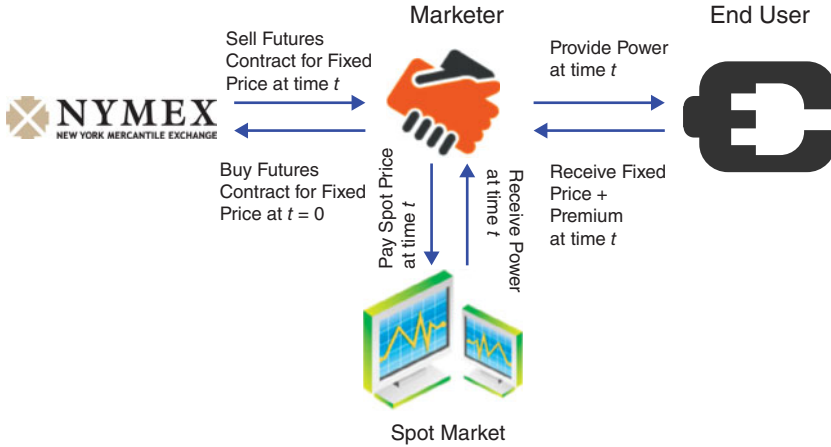 Marketer
End User
Sell Futures
Contract for Fixed
Price at time t
Provide Power
at time t
NYMEX
NEW YORK MERCANTILE EXCHANGE
Buy Futures
Contract for Fixed
Price at t = 0
Pay Spot Price
at time t
Receive Power
at time t
Receive Fixed
Price +
Premium
at time t
Spot Market